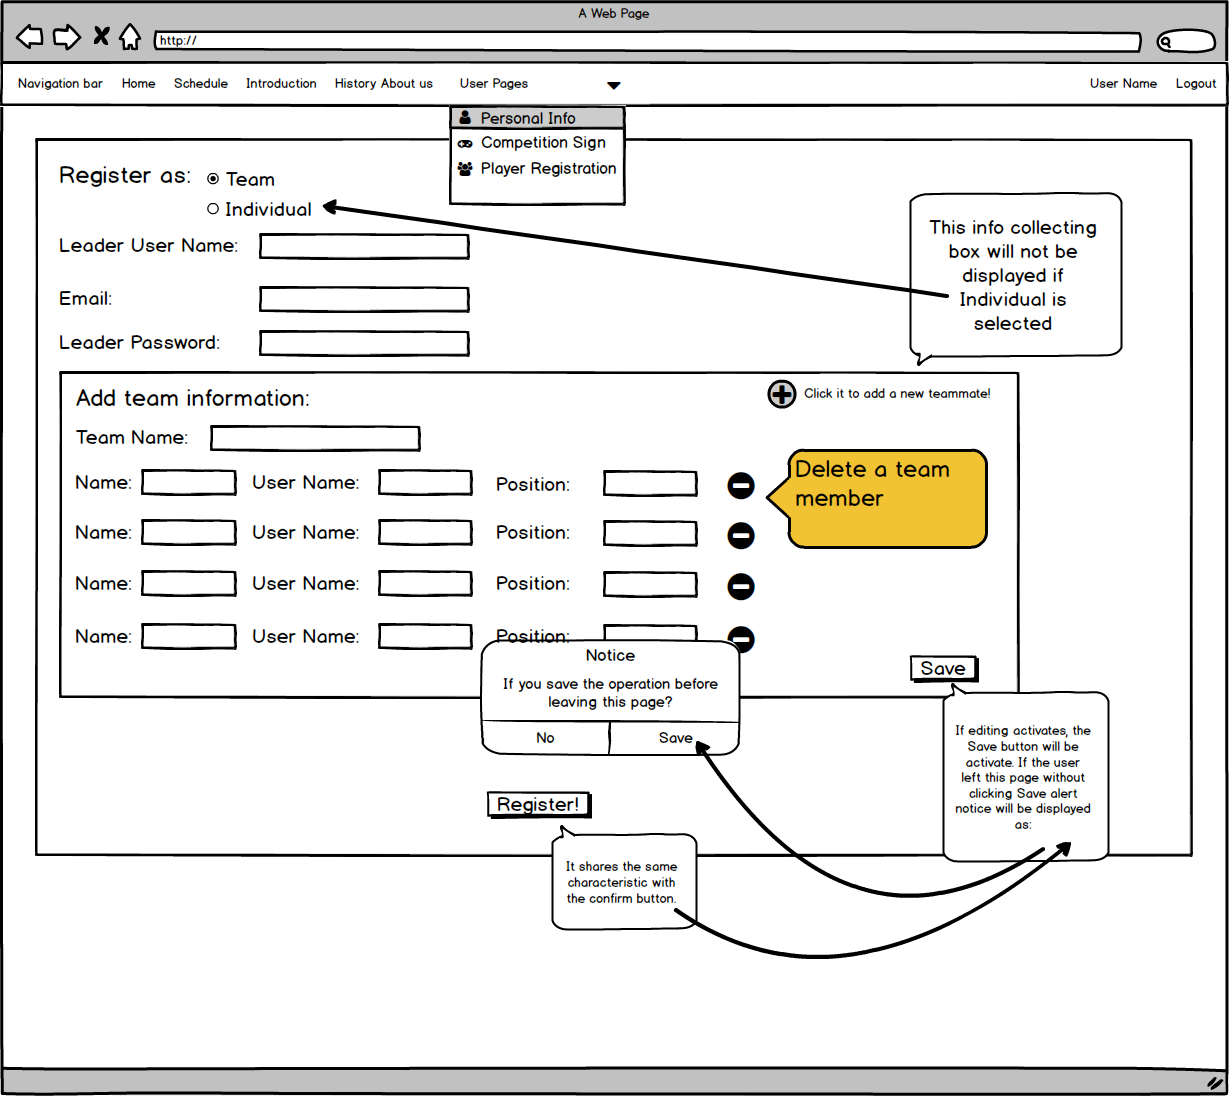 A Web Page
http://
Navigation bar Home Schedule Introduction History About us User Pages User Name Logout
Personal Info
Competition Sign
Player Registration
Register as:
Team
Individual
Leader User Name:
Email:
Leader Password:
This info collecting
box will not be
displayed if
Individual is
selected
Add team information:
Click it to add a new teammate!
Team Name:
Name: User Name: Position:
Delete a team
member
Name: User Name: Position:
Name: User Name: Position:
Name: User Name: Position:
Notice
If you save the operation before
leaving this page?
No Save
Save
If editing activates, the
Save button will be
activate. If the user
left this page without
clicking Save alert
notice will be displayed
as:
Register!
It shares the same
characteristic with
the confirm button.